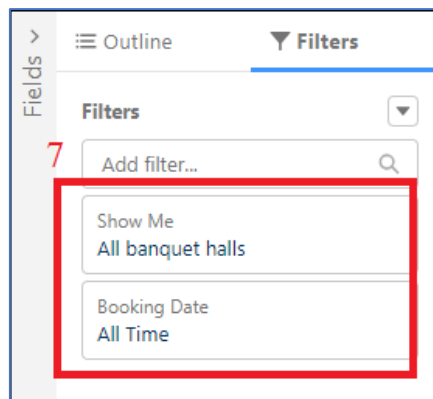 Fields
Outline Filters
Filters
7
Add filter...
Show Me
All banquet halls
Booking Date
All Time